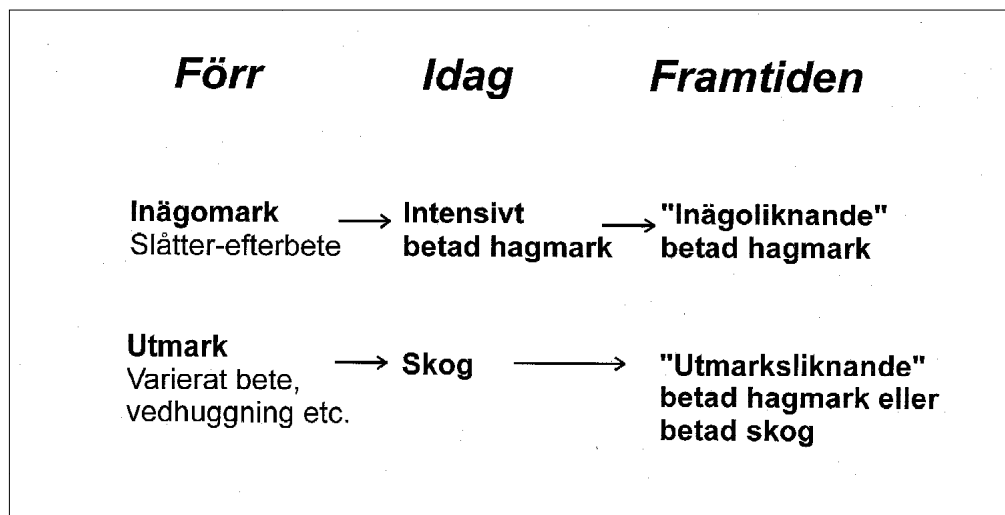 Förr Idag Framtiden
Inägomark
Slåtter-efterbete
Intensivt
betad hagmark
"Inägoliknande"
betad hagmark
Utmark
Varierat bete,
vedhuggning etc.
Skog
"Utmarksliknande"
betad hagmark eller
betad skog